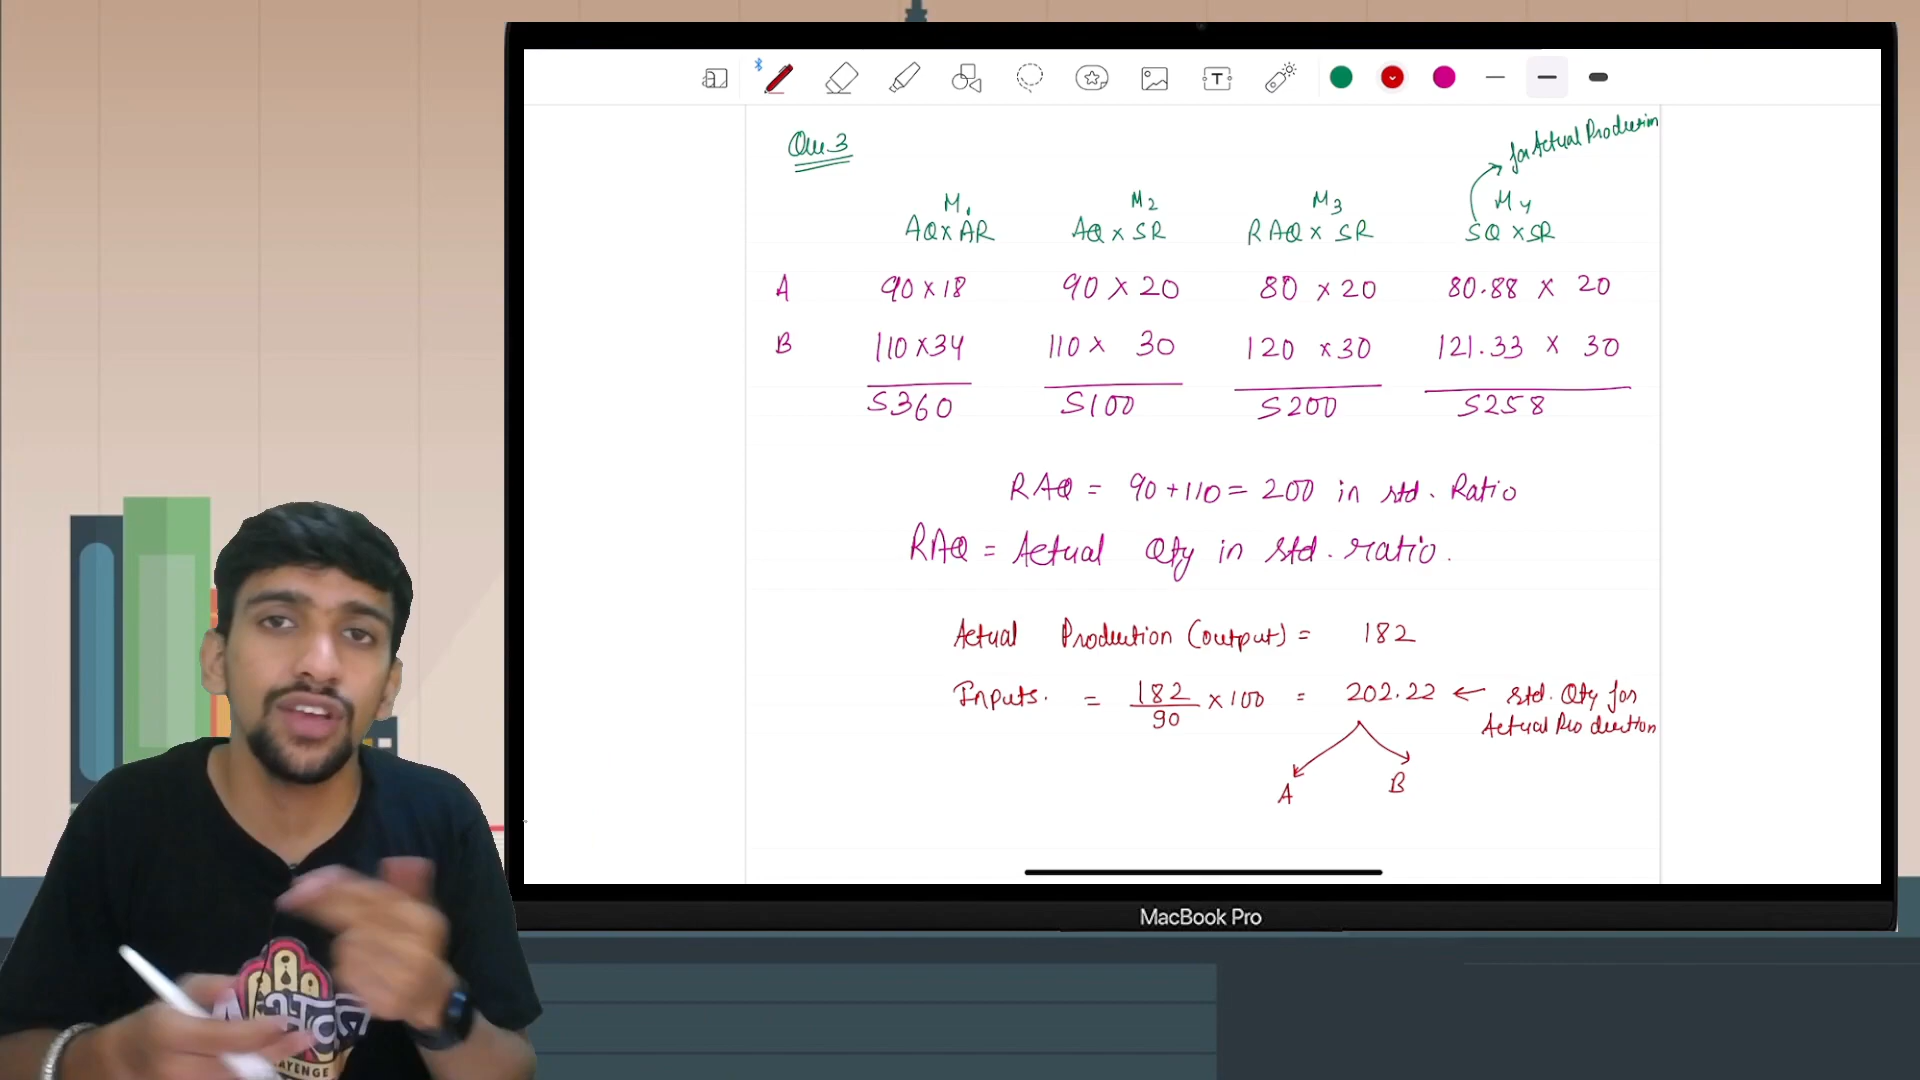 Que 3
for Actual Production
M1 M2 M3 M4
AQ x AR AQ x SR RAQ x SR SQ x SR
A 90 x 18 90 x 20 80 x 20 80.88 x 20
B 110 x 34 110 x 30 120 x 30 121.33 x 30
5360 5100 5200 5258
RAQ = 90 + 110 = 200 in std. Ratio
RAQ = Actual Qty in std. ratio.
Actual Production (output) = 182
Inputs. = 182/90 x 100 = 202.22 ← std. Qty for
Actual Production
A B
MacBook Pro
AYENGE